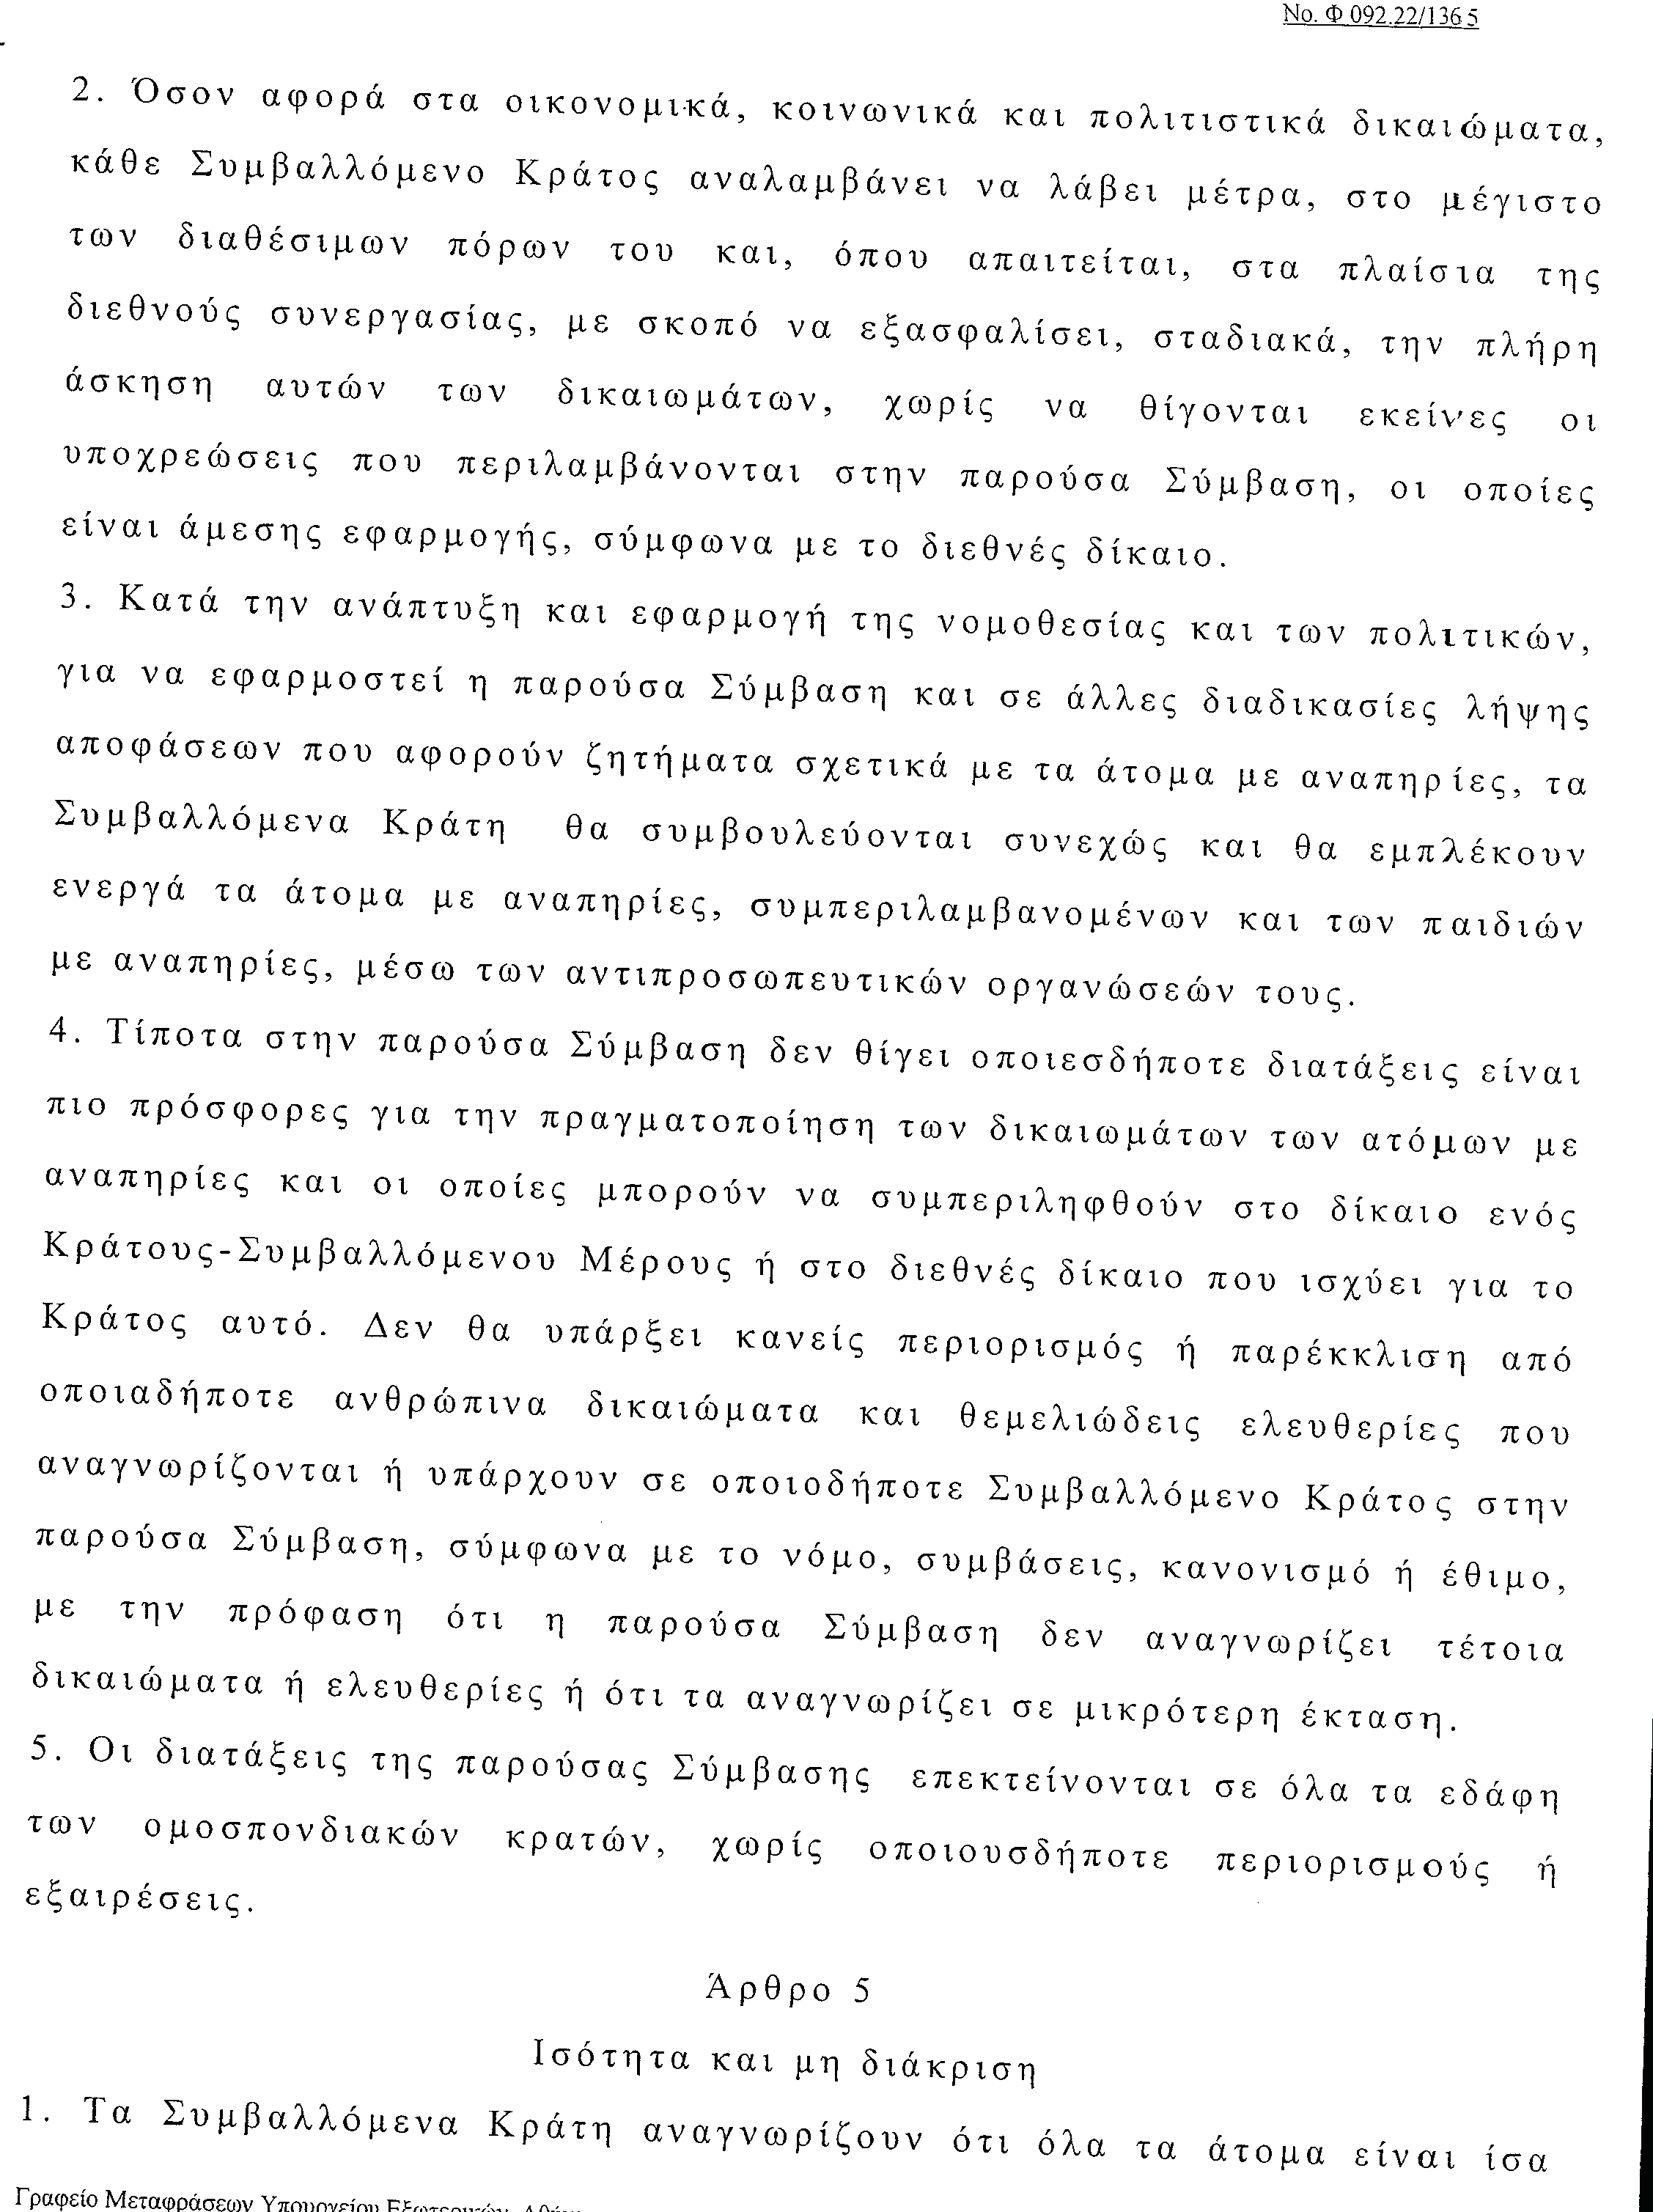 No. Φ 092.22/1365
2. Όσον αφορά στα οικονομικά, κοινωνικά και πολιτιστικά δικαιώματα,
κάθε Συμβαλλόμενο Κράτος αναλαμβάνει να λάβει μέτρα, στο μέγιστο
των διαθέσιμων πόρων του και, όπου απαιτείται, στα πλαίσια της
διεθνούς συνεργασίας, με σκοπό να εξασφαλίσει, σταδιακά, την πλήρη
άσκηση αυτών των δικαιωμάτων, χωρίς να θίγονται εκείνες οι
υποχρεώσεις που περιλαμβάνονται στην παρούσα Σύμβαση, οι οποίες
είναι άμεσης εφαρμογής, σύμφωνα με το διεθνές δίκαιο.
3. Κατά την ανάπτυξη και εφαρμογή της νομοθεσίας και των πολιτικών,
για να εφαρμοστεί η παρούσα Σύμβαση και σε άλλες διαδικασίες λήψης
αποφάσεων που αφορούν ζητήματα σχετικά με τα άτομα με αναπηρίες, τα
Συμβαλλόμενα Κράτη θα συμβουλεύονται συνεχώς και θα εμπλέκουν
ενεργά τα άτομα με αναπηρίες, συμπεριλαμβανομένων και των παιδιών
με αναπηρίες, μέσω των αντιπροσωπευτικών οργανώσεών τους.
4. Τίποτα στην παρούσα Σύμβαση δεν θίγει οποιεσδήποτε διατάξεις είναι
πιο πρόσφορες για την πραγματοποίηση των δικαιωμάτων των ατόμων με
αναπηρίες και οι οποίες μπορούν να συμπεριληφθούν στο δίκαιο ενός
Κράτους-Συμβαλλόμενου Μέρους ή στο διεθνές δίκαιο που ισχύει για το
Κράτος αυτό. Δεν θα υπάρξει κανείς περιορισμός ή παρέκκλιση από
οποιαδήποτε ανθρώπινα δικαιώματα και θεμελιώδεις ελευθερίες που
αναγνωρίζονται ή υπάρχουν σε οποιοδήποτε Συμβαλλόμενο Κράτος στην
παρούσα Σύμβαση, σύμφωνα με το νόμο, συμβάσεις, κανονισμό ή έθιμο,
με την πρόφαση ότι η παρούσα Σύμβαση δεν αναγνωρίζει τέτοια
δικαιώματα ή ελευθερίες ή ότι τα αναγνωρίζει σε μικρότερη έκταση.
5. Οι διατάξεις της παρούσας Σύμβασης επεκτείνονται σε όλα τα εδάφη
των ομοσπονδιακών κρατών, χωρίς οποιουσδήποτε περιορισμούς ή
εξαιρέσεις.
Άρθρο 5
Ισότητα και μη διάκριση
1. Τα Συμβαλλόμενα Κράτη αναγνωρίζουν ότι όλα τα άτομα είναι ίσα
Γραφείο Μεταφράσεων Υπουργείου Εξωτερικών,